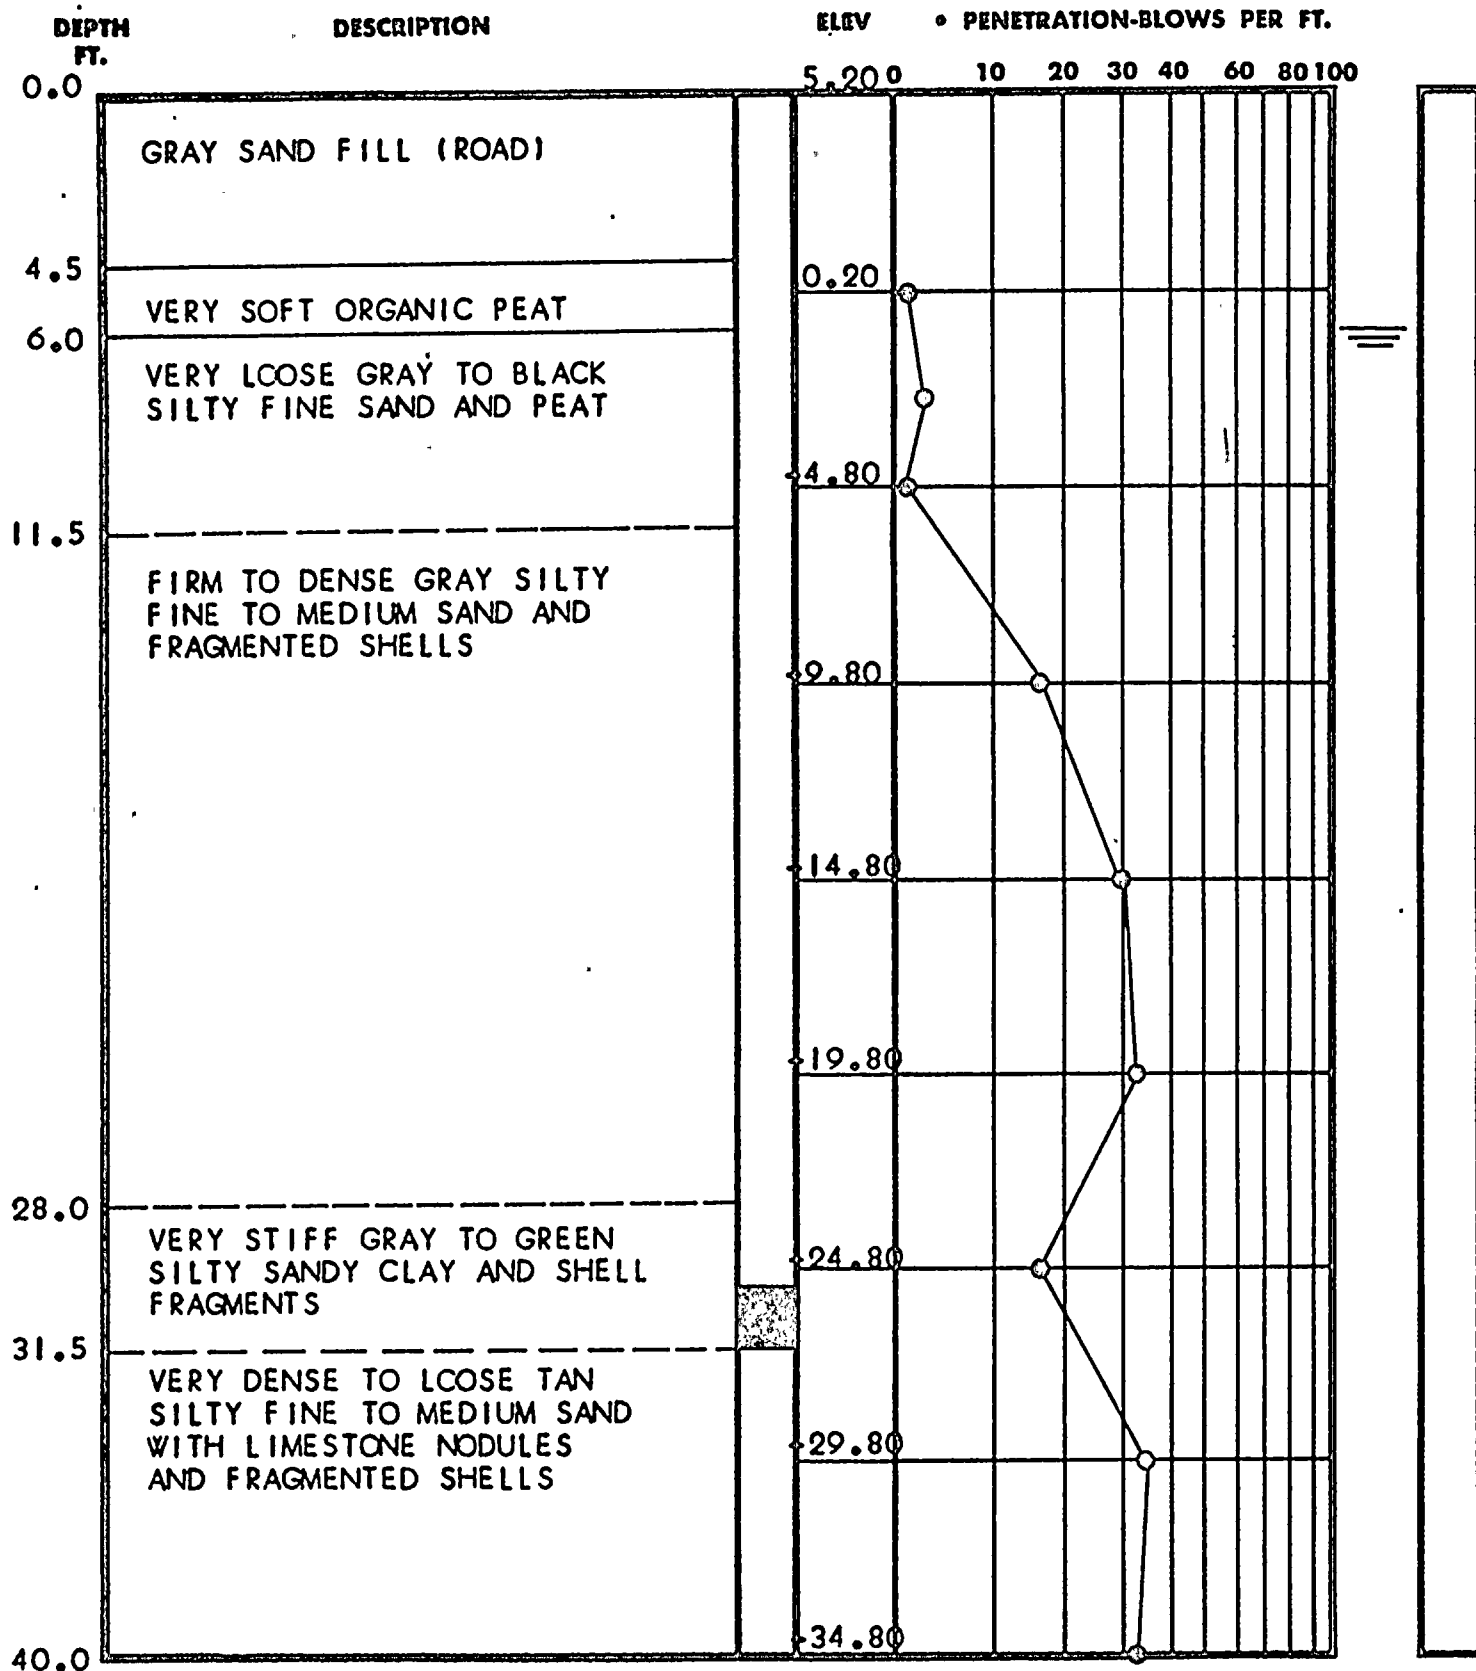 DEPTH FT.
DESCRIPTION
ELEV
PENETRATION-BLOWS PER FT.
0 10 20 30 40 60 80 100
0.0
5.20
GRAY SAND FILL (ROAD)
4.5
0.20
VERY SOFT ORGANIC PEAT
6.0
VERY LOOSE GRAY TO BLACK
SILTY FINE SAND AND PEAT
-4.80
11.5
FIRM TO DENSE GRAY SILTY
FINE TO MEDIUM SAND AND
FRAGMENTED SHELLS
-9.80
-14.80
-19.80
28.0
VERY STIFF GRAY TO GREEN
SILTY SANDY CLAY AND SHELL
FRAGMENTS
-24.80
31.5
VERY DENSE TO LOOSE TAN
SILTY FINE TO MEDIUM SAND
WITH LIMESTONE NODULES
AND FRAGMENTED SHELLS
-29.80
-34.80
40.0